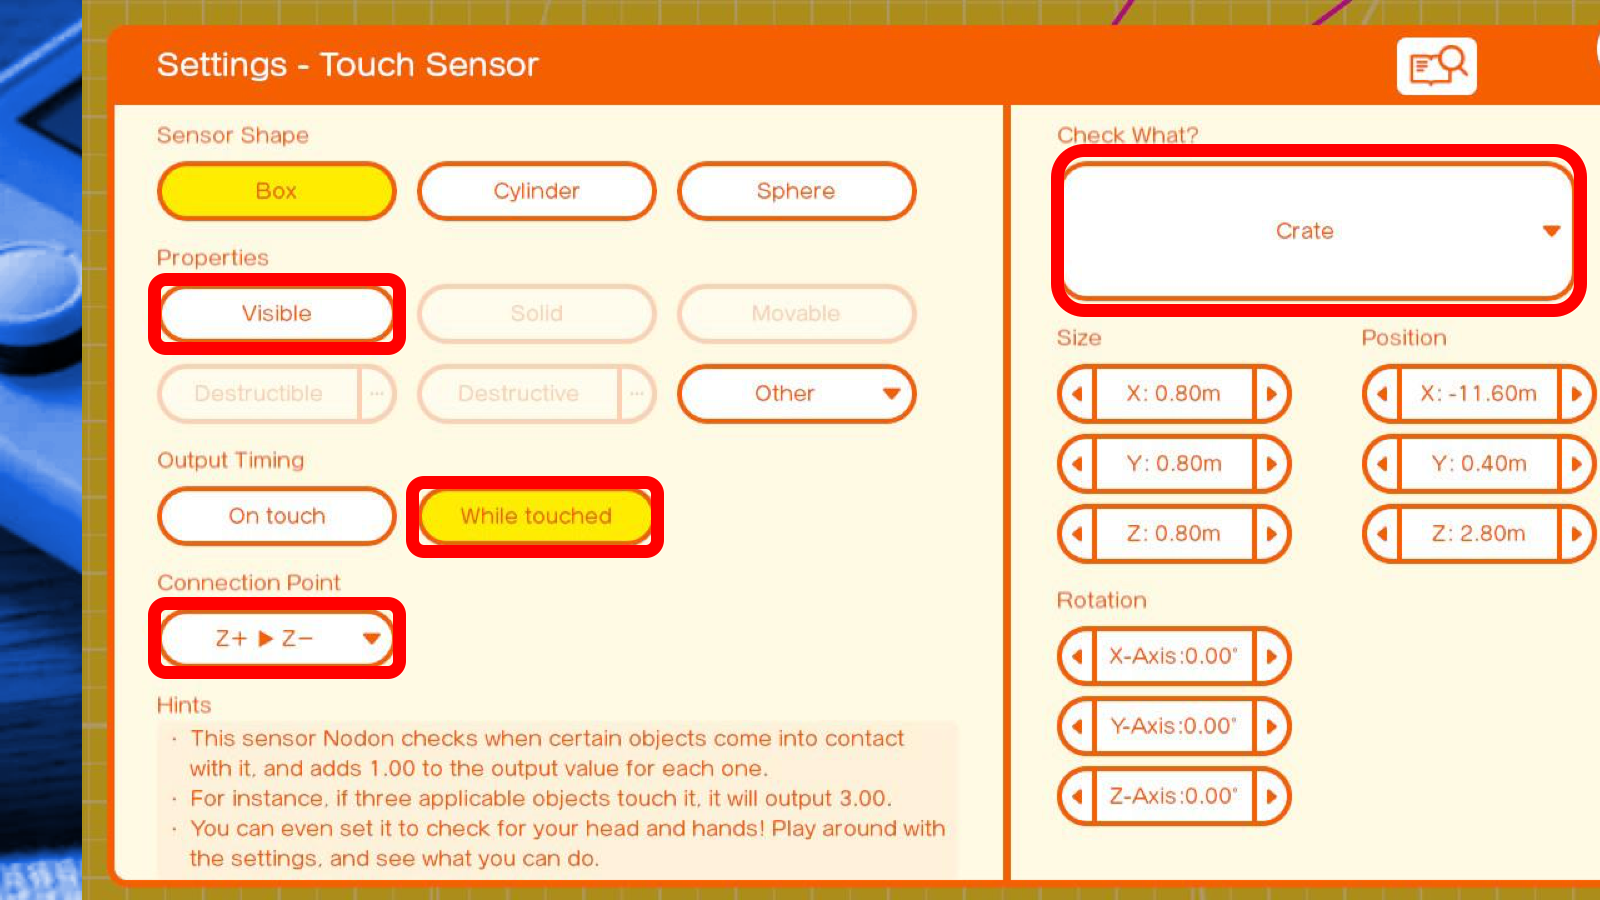 Settings - Touch Sensor
Sensor Shape
Box
Cylinder
Sphere
Properties
Visible
Solid
Movable
Destructible
...
Destructive
...
Other
Output Timing
On touch
While touched
Connection Point
Z+ ▶ Z−
Hints
· This sensor Nodon checks when certain objects come into contact
with it, and adds 1.00 to the output value for each one.
· For instance, if three applicable objects touch it, it will output 3.00.
· You can even set it to check for your head and hands! Play around with
the settings, and see what you can do.
Check What?
Crate
Size
X: 0.80m
Y: 0.80m
Z: 0.80m
Position
X: -11.60m
Y: 0.40m
Z: 2.80m
Rotation
X-Axis:0.00°
Y-Axis:0.00°
Z-Axis:0.00°